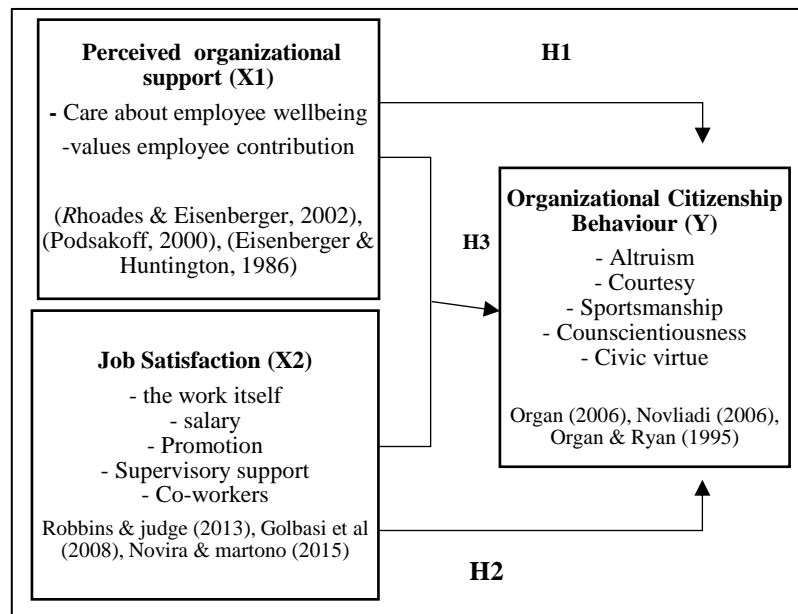 Perceived organizational
support (X1)
- Care about employee wellbeing
-values employee contribution
(Rhoades & Eisenberger, 2002),
(Podsakoff, 2000), (Eisenberger &
Huntington, 1986)
H1
H3
Organizational Citizenship
Behaviour (Y)
- Altruism
- Courtesy
- Sportsmanship
- Counscientiousness
- Civic virtue
Organ (2006), Novliadi (2006),
Organ & Ryan (1995)
Job Satisfaction (X2)
- the work itself
- salary
- Promotion
- Supervisory support
- Co-workers
Robbins & judge (2013), Golbasi et al
(2008), Novira & martono (2015)
H2